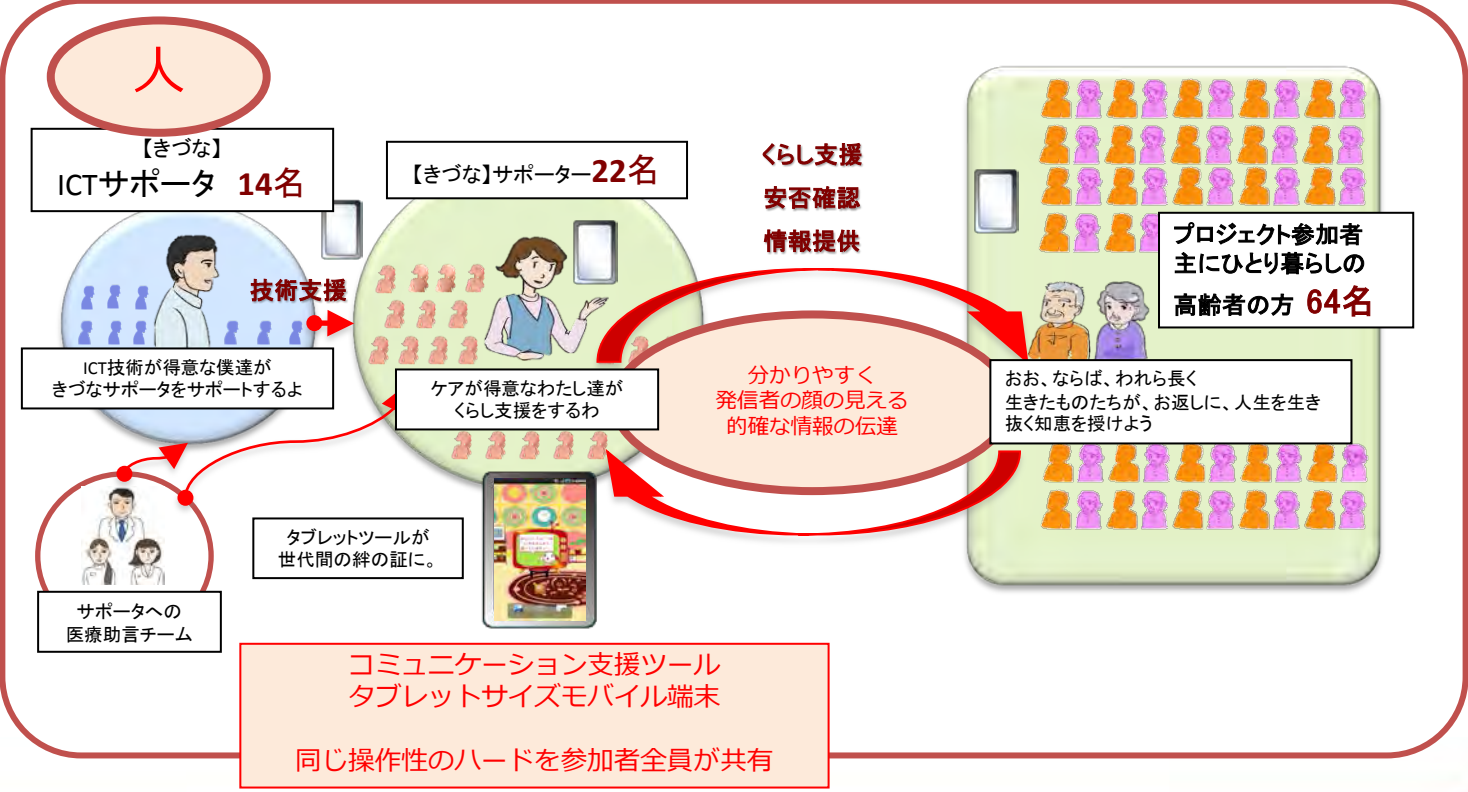 人
【きづな】
ICTサポータ 14名
【きづな】サポーター22名
くらし支援
安否確認
情報提供
プロジェクト参加者
主にひとり暮らしの
高齢者の方 64名
技術支援
ICT技術が得意な僕達が
きづなサポータをサポートするよ
ケアが得意なわたし達が
くらし支援をするわ
分かりやすく
発信者の顔の見える
的確な情報の伝達
おお、ならば、われら長く
生きたものたちが、お返しに、人生を生き
抜く知恵を授けよう
タブレットツールが
世代間の絆の証に。
サポータへの
医療助言チーム
コミュニケーション支援ツール
タブレットサイズモバイル端末
同じ操作性のハードを参加者全員が共有